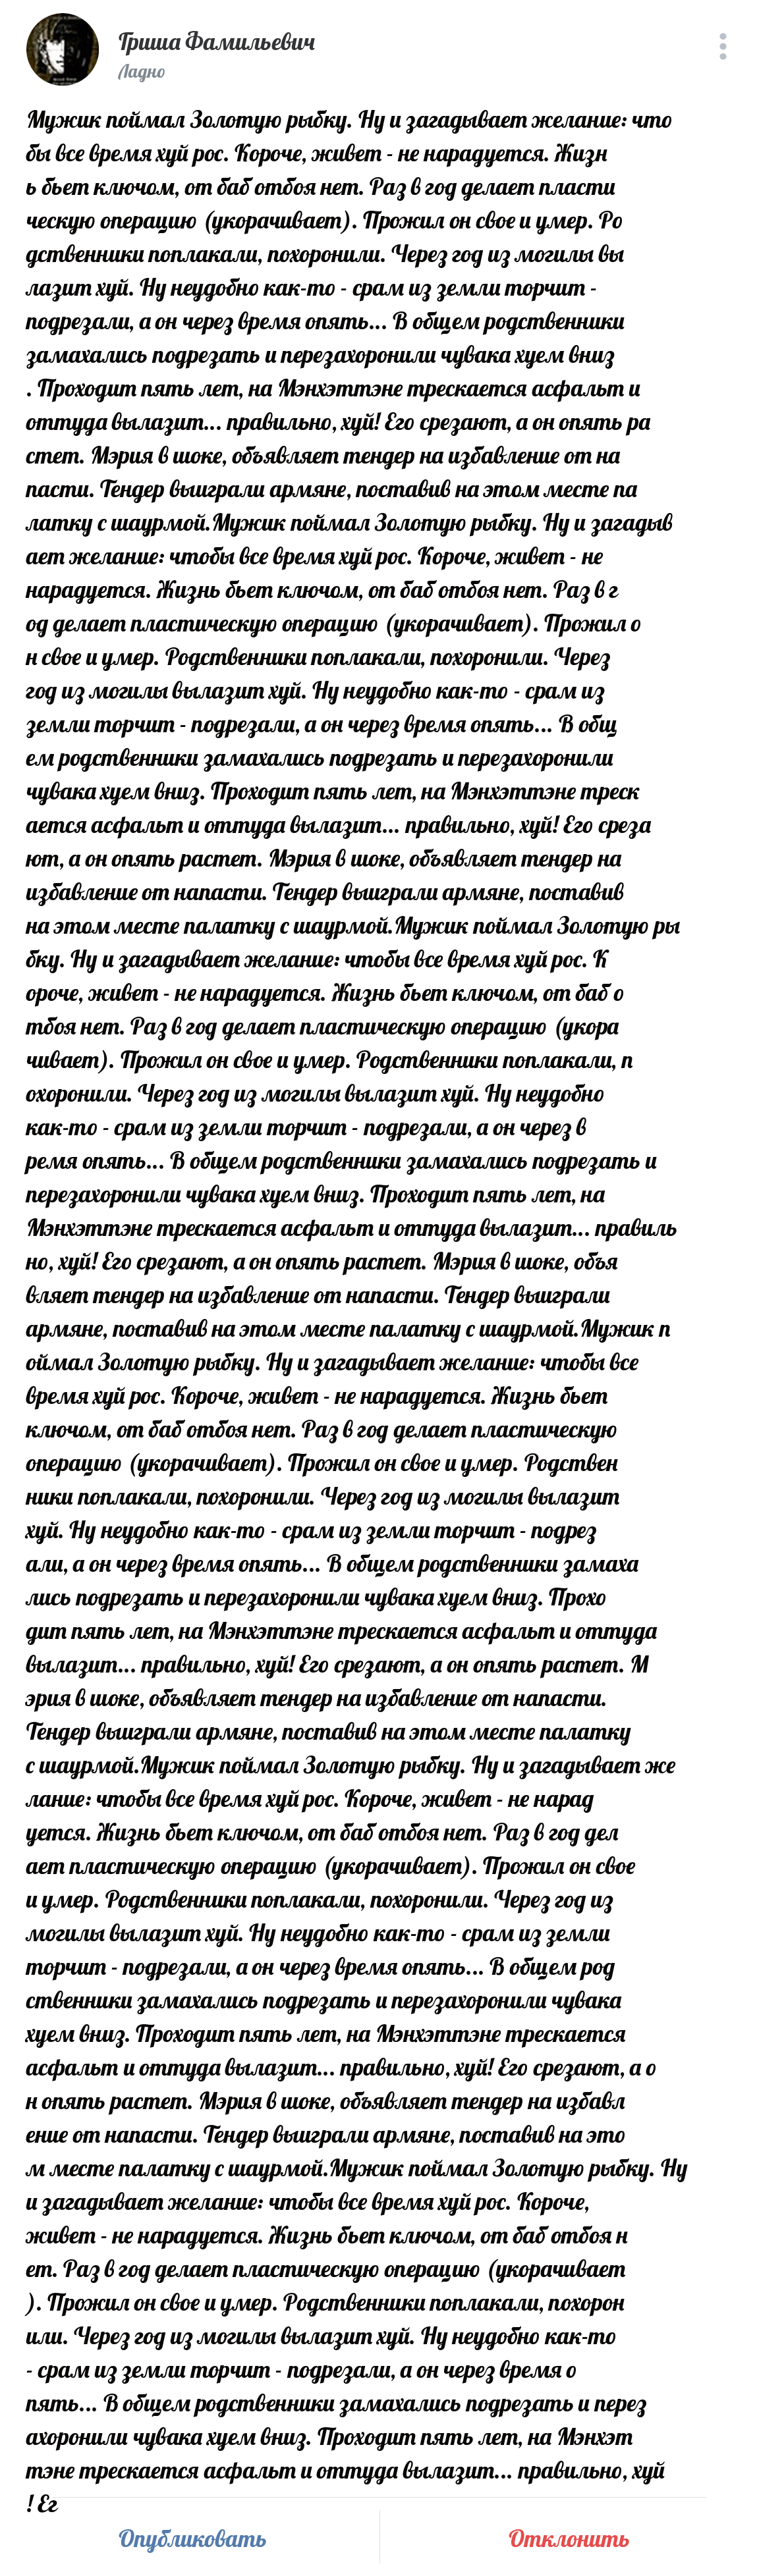 Гриша Фамильевич
Ладно
Мужик поймал Золотую рыбку. Ну и загадывает желание: что
бы все время хуй рос. Короче, живет - не нарадуется. Жизн
ь бьет ключом, от баб отбоя нет. Раз в год делает пласти
ческую операцию (укорачивает). Прожил он свое и умер. Ро
дственники поплакали, похоронили. Через год из могилы вы
лазит хуй. Ну неудобно как-то - срам из земли торчит -
подрезали, а он через время опять... В общем родственники
замахались подрезать и перезахоронили чувака хуем вниз
. Проходит пять лет, на Мэнхэттэне трескается асфальт и
оттуда вылазит... правильно, хуй! Его срезают, а он опять ра
стет. Мэрия в шоке, объявляет тендер на избавление от на
пасти. Тендер выиграли армяне, поставив на этом месте па
латку с шаурмой.Мужик поймал Золотую рыбку. Ну и загадыв
ает желание: чтобы все время хуй рос. Короче, живет - не
нарадуется. Жизнь бьет ключом, от баб отбоя нет. Раз в г
од делает пластическую операцию (укорачивает). Прожил о
н свое и умер. Родственники поплакали, похоронили. Через
год из могилы вылазит хуй. Ну неудобно как-то - срам из
земли торчит - подрезали, а он через время опять... В общ
ем родственники замахались подрезать и перезахоронили
чувака хуем вниз. Проходит пять лет, на Мэнхэттэне треск
ается асфальт и оттуда вылазит... правильно, хуй! Его среза
ют, а он опять растет. Мэрия в шоке, объявляет тендер на
избавление от напасти. Тендер выиграли армяне, поставив
на этом месте палатку с шаурмой.Мужик поймал Золотую ры
бку. Ну и загадывает желание: чтобы все время хуй рос. К
ороче, живет - не нарадуется. Жизнь бьет ключом, от баб о
тбоя нет. Раз в год делает пластическую операцию (укора
чивает). Прожил он свое и умер. Родственники поплакали, п
охоронили. Через год из могилы вылазит хуй. Ну неудобно
как-то - срам из земли торчит - подрезали, а он через в
ремя опять... В общем родственники замахались подрезать и
перезахоронили чувака хуем вниз. Проходит пять лет, на
Мэнхэттэне трескается асфальт и оттуда вылазит... правиль
но, хуй! Его срезают, а он опять растет. Мэрия в шоке, объя
вляет тендер на избавление от напасти. Тендер выиграли
армяне, поставив на этом месте палатку с шаурмой.Мужик п
оймал Золотую рыбку. Ну и загадывает желание: чтобы все
время хуй рос. Короче, живет - не нарадуется. Жизнь бьет
ключом, от баб отбоя нет. Раз в год делает пластическую
операцию (укорачивает). Прожил он свое и умер. Родствен
ники поплакали, похоронили. Через год из могилы вылазит
хуй. Ну неудобно как-то - срам из земли торчит - подрез
али, а он через время опять... В общем родственники замаха
лись подрезать и перезахоронили чувака хуем вниз. Прохо
дит пять лет, на Мэнхэттэне трескается асфальт и оттуда
вылазит... правильно, хуй! Его срезают, а он опять растет. М
эрия в шоке, объявляет тендер на избавление от напасти.
Тендер выиграли армяне, поставив на этом месте палатку
с шаурмой.Мужик поймал Золотую рыбку. Ну и загадывает же
лание: чтобы все время хуй рос. Короче, живет - не нарад
уется. Жизнь бьет ключом, от баб отбоя нет. Раз в год дел
ает пластическую операцию (укорачивает). Прожил он свое
и умер. Родственники поплакали, похоронили. Через год из
могилы вылазит хуй. Ну неудобно как-то - срам из земли
торчит - подрезали, а он через время опять... В общем род
ственники замахались подрезать и перезахоронили чувака
хуем вниз. Проходит пять лет, на Мэнхэттэне трескается
асфальт и оттуда вылазит... правильно, хуй! Его срезают, а о
н опять растет. Мэрия в шоке, объявляет тендер на избавл
ение от напасти. Тендер выиграли армяне, поставив на это
м месте палатку с шаурмой.Мужик поймал Золотую рыбку. Ну
и загадывает желание: чтобы все время хуй рос. Короче,
живет - не нарадуется. Жизнь бьет ключом, от баб отбоя н
ет. Раз в год делает пластическую операцию (укорачивает
). Прожил он свое и умер. Родственники поплакали, похорон
или. Через год из могилы вылазит хуй. Ну неудобно как-то
- срам из земли торчит - подрезали, а он через время о
пять... В общем родственники замахались подрезать и перез
ахоронили чувака хуем вниз. Проходит пять лет, на Мэнхэт
тэне трескается асфальт и оттуда вылазит... правильно, хуй
! Ег
Опубликовать
Отклонить